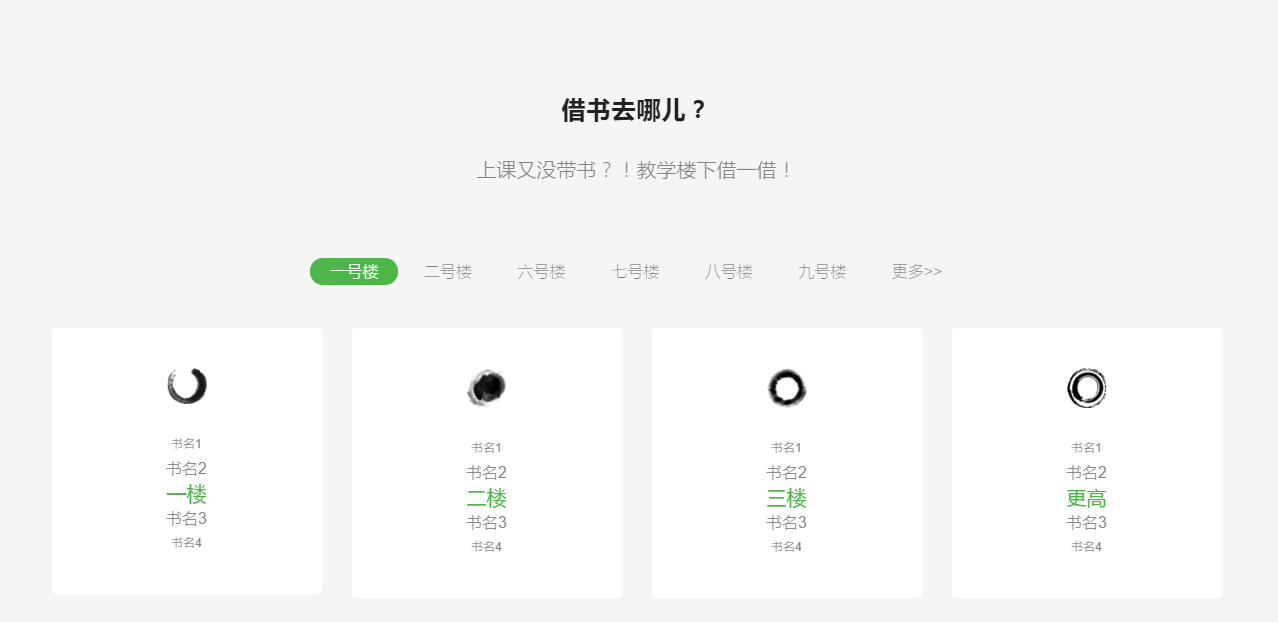 借书去哪儿？
上课又没带书？！教学楼下借一借！
一号楼 二号楼 六号楼 七号楼 八号楼 九号楼 更多>>
书名1
书名2
一楼
书名3
书名4
书名1
书名2
二楼
书名3
书名4
书名1
书名2
三楼
书名3
书名4
书名1
书名2
更高
书名3
书名4